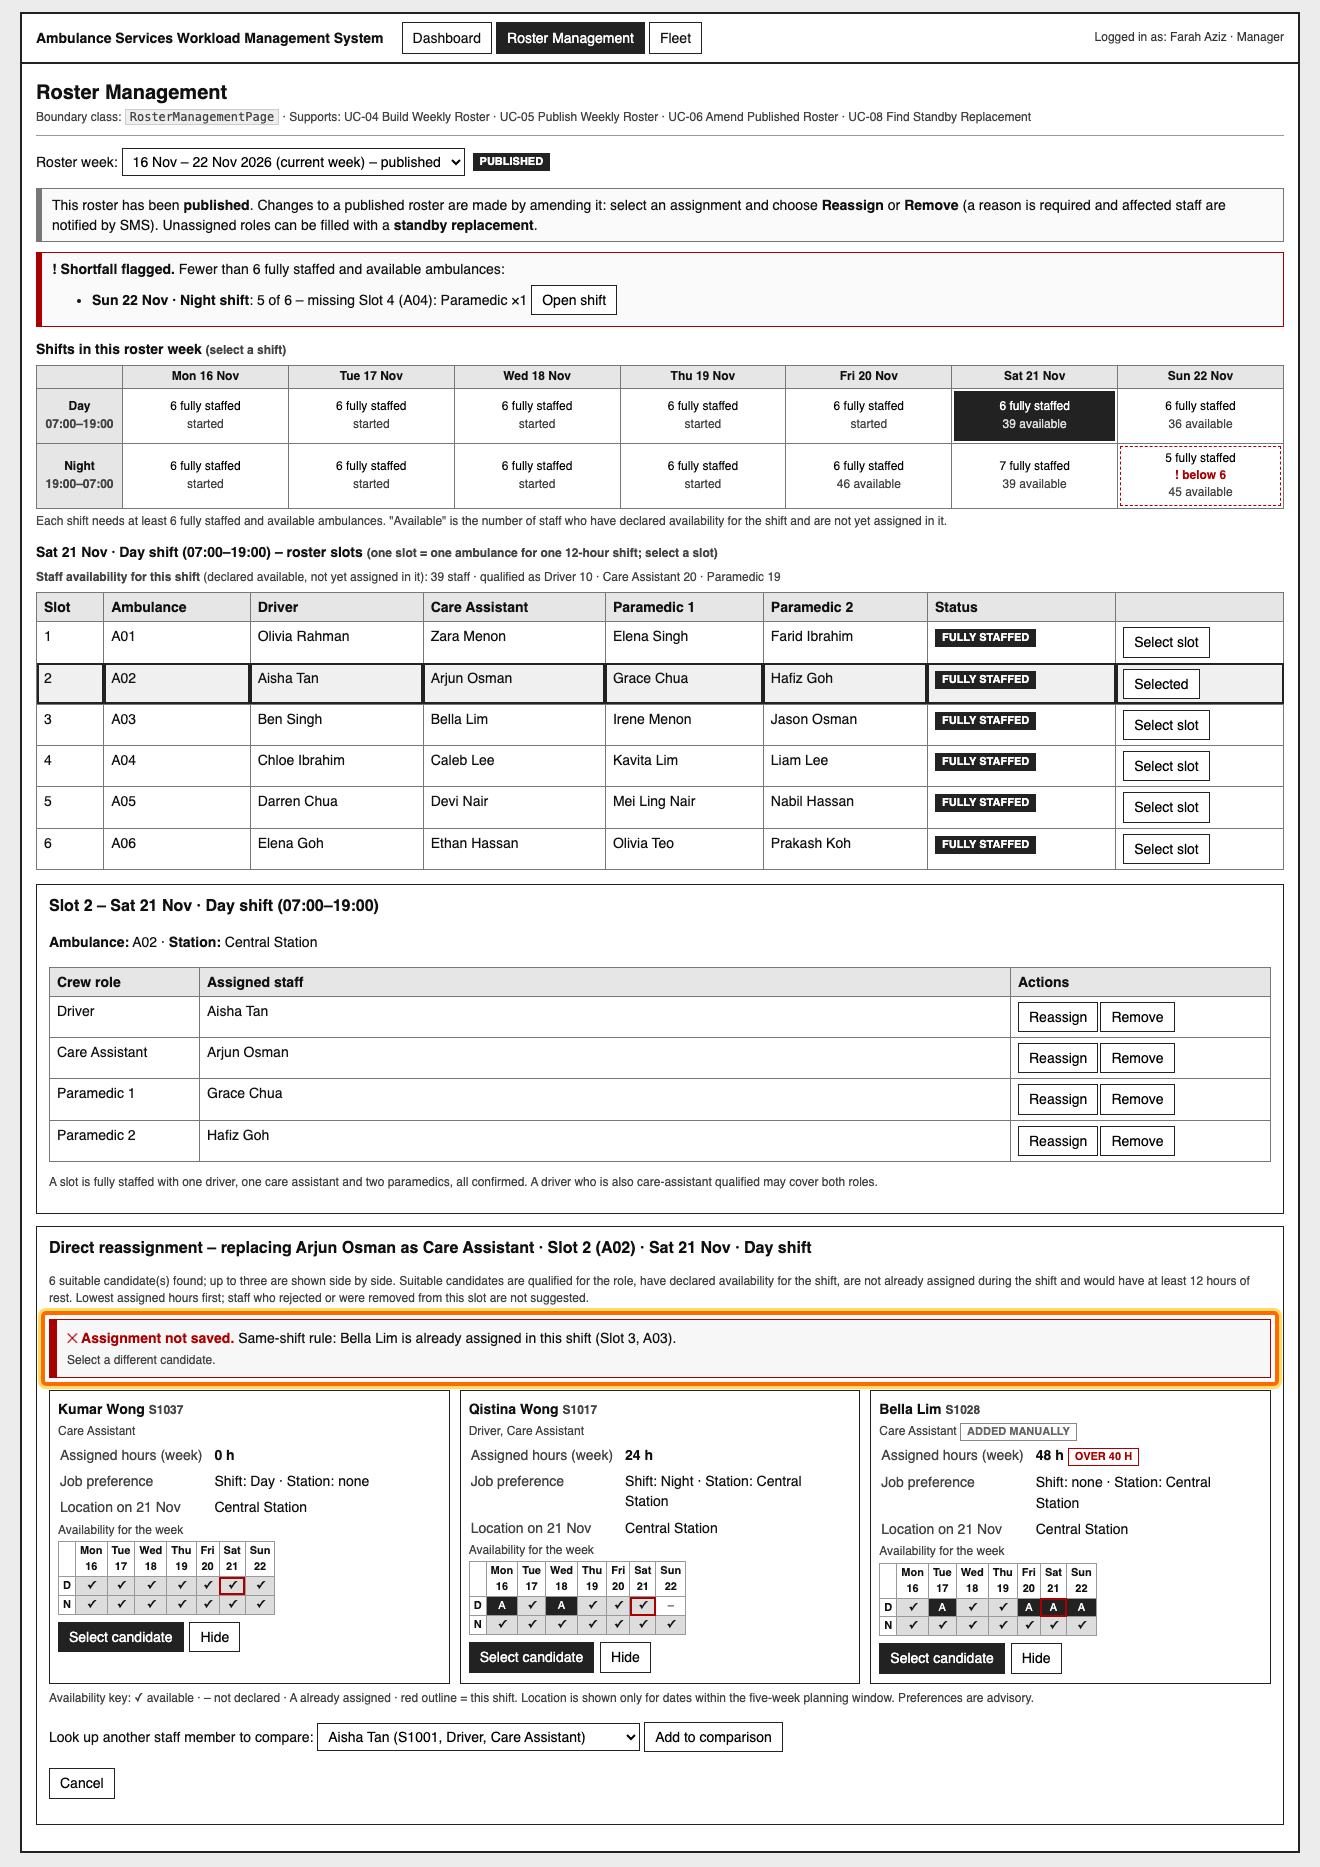 Ambulance Services Workload Management System
Dashboard
Roster Management
Fleet
Logged in as: Farah Aziz · Manager
Roster Management
Boundary class: RosterManagementPage · Supports: UC-04 Build Weekly Roster · UC-05 Publish Weekly Roster · UC-06 Amend Published Roster · UC-08 Find Standby Replacement
Roster week: 16 Nov – 22 Nov 2026 (current week) – published PUBLISHED
This roster has been published. Changes to a published roster are made by amending it: select an assignment and choose Reassign or Remove (a reason is required and affected staff are
notified by SMS). Unassigned roles can be filled with a standby replacement.
! Shortfall flagged. Fewer than 6 fully staffed and available ambulances:
• Sun 22 Nov · Night shift: 5 of 6 – missing Slot 4 (A04): Paramedic ×1 Open shift
Shifts in this roster week (select a shift)
Mon 16 Nov Tue 17 Nov Wed 18 Nov Thu 19 Nov Fri 20 Nov Sat 21 Nov Sun 22 Nov
Day 6 fully staffed 6 fully staffed 6 fully staffed 6 fully staffed 6 fully staffed 6 fully staffed 6 fully staffed
07:00–19:00 started started started started started 39 available 36 available
Night 6 fully staffed 6 fully staffed 6 fully staffed 6 fully staffed 6 fully staffed 7 fully staffed 5 fully staffed
! below 6
19:00–07:00 started started started started 46 available 39 available 45 available
Each shift needs at least 6 fully staffed and available ambulances. "Available" is the number of staff who have declared availability for the shift and are not yet assigned in it.
Sat 21 Nov · Day shift (07:00–19:00) – roster slots (one slot = one ambulance for one 12-hour shift; select a slot)
Staff availability for this shift (declared available, not yet assigned in it): 39 staff · qualified as Driver 10 · Care Assistant 20 · Paramedic 19
Slot Ambulance Driver Care Assistant Paramedic 1 Paramedic 2 Status
1 A01 Olivia Rahman Zara Menon Elena Singh Farid Ibrahim FULLY STAFFED Select slot
2 A02 Aisha Tan Arjun Osman Grace Chua Hafiz Goh FULLY STAFFED Selected
3 A03 Ben Singh Bella Lim Irene Menon Jason Osman FULLY STAFFED Select slot
4 A04 Chloe Ibrahim Caleb Lee Kavita Lim Liam Lee FULLY STAFFED Select slot
5 A05 Darren Chua Devi Nair Mei Ling Nair Nabil Hassan FULLY STAFFED Select slot
6 A06 Elena Goh Ethan Hassan Olivia Teo Prakash Koh FULLY STAFFED Select slot
Slot 2 – Sat 21 Nov · Day shift (07:00–19:00)
Ambulance: A02 · Station: Central Station
Crew role Assigned staff Actions
Driver Aisha Tan Reassign Remove
Care Assistant Arjun Osman Reassign Remove
Paramedic 1 Grace Chua Reassign Remove
Paramedic 2 Hafiz Goh Reassign Remove
A slot is fully staffed with one driver, one care assistant and two paramedics, all confirmed. A driver who is also care-assistant qualified may cover both roles.
Direct reassignment – replacing Arjun Osman as Care Assistant · Slot 2 (A02) · Sat 21 Nov · Day shift
6 suitable candidate(s) found; up to three are shown side by side. Suitable candidates are qualified for the role, have declared availability for the shift, are not already assigned during the shift and would have at least 12 hours of
rest. Lowest assigned hours first; staff who rejected or were removed from this slot are not suggested.
✕ Assignment not saved. Same-shift rule: Bella Lim is already assigned in this shift (Slot 3, A03).
Select a different candidate.
Kumar Wong S1037
Care Assistant
Assigned hours (week) 0 h
Job preference Shift: Day · Station: none
Location on 21 Nov Central Station
Availability for the week
Mon Tue Wed Thu Fri Sat Sun
16 17 18 19 20 21 22
D ✓ ✓ ✓ ✓ ✓ ✓ ✓
N ✓ ✓ ✓ ✓ ✓ ✓ ✓
Select candidate Hide
Qistina Wong S1017
Driver, Care Assistant
Assigned hours (week) 24 h
Job preference Shift: Night · Station: Central
Station
Location on 21 Nov Central Station
Availability for the week
Mon Tue Wed Thu Fri Sat Sun
16 17 18 19 20 21 22
D A ✓ A ✓ ✓ ✓ –
N ✓ ✓ ✓ ✓ ✓ ✓ ✓
Select candidate Hide
Bella Lim S1028
Care Assistant ADDED MANUALLY
Assigned hours (week) 48 h OVER 40 H
Job preference Shift: none · Station: Central
Station
Location on 21 Nov Central Station
Availability for the week
Mon Tue Wed Thu Fri Sat Sun
16 17 18 19 20 21 22
D ✓ A ✓ ✓ A A A
N ✓ ✓ ✓ ✓ ✓ ✓ ✓
Select candidate Hide
Availability key: ✓ available · – not declared · A already assigned · red outline = this shift. Location is shown only for dates within the five-week planning window. Preferences are advisory.
Look up another staff member to compare: Aisha Tan (S1001, Driver, Care Assistant) Add to comparison
Cancel